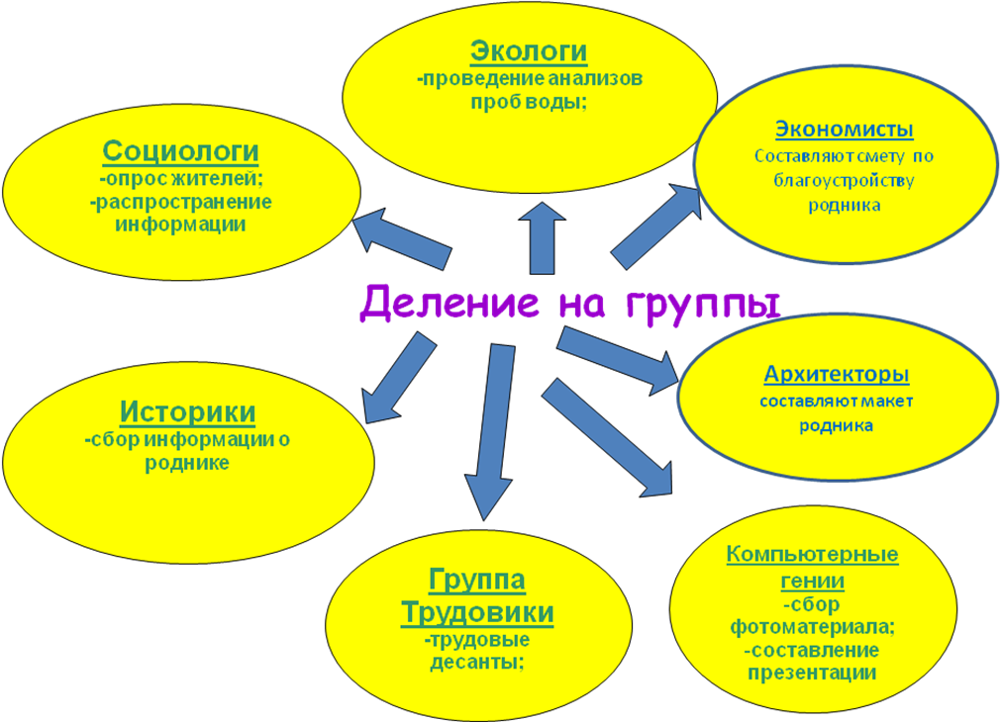 Экологи
-проведение анализов
проб воды;
Экономисты
Составляют смету по
благоустройству
родника
Социологи
-опрос жителей;
-распространение
информации
Деление на группы
Архитекторы
составляют макет
родника
Историки
-сбор информации о
роднике
Группа
Трудовики
-трудовые
десанты;
Компьютерные
гении
-сбор
фотоматериала;
-составление
презентации